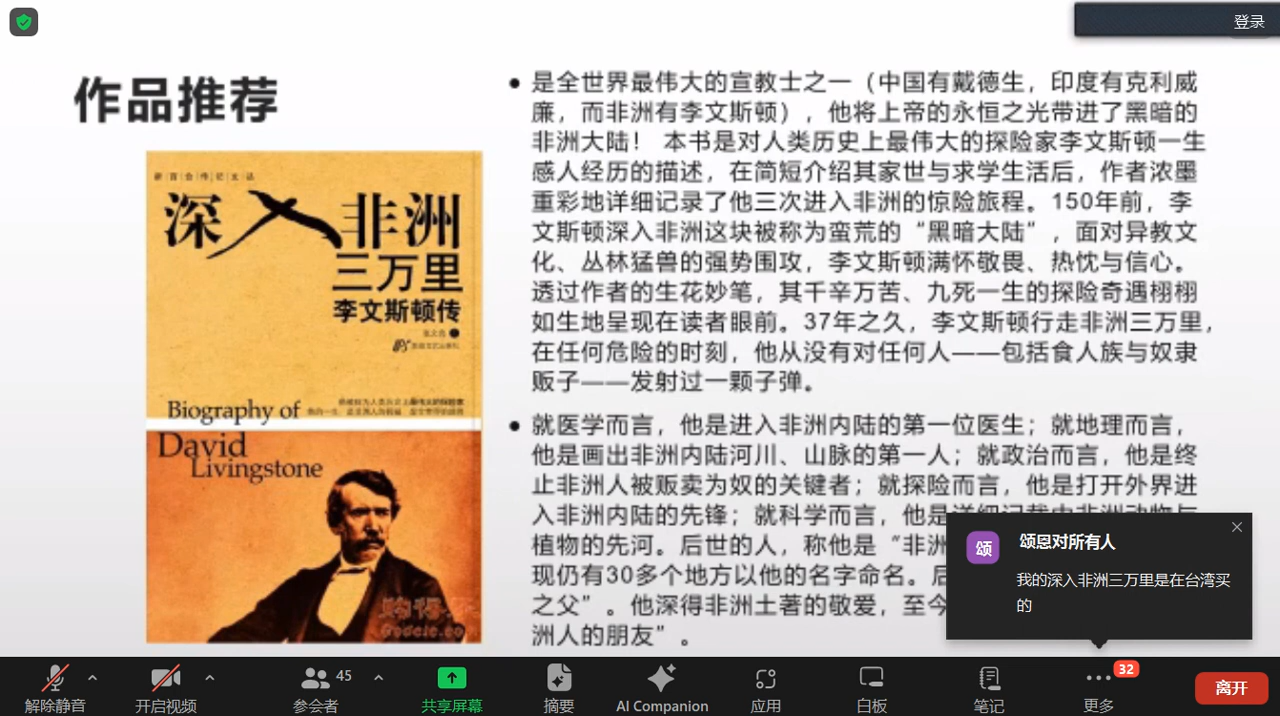 登录
作品推荐
深入非洲
三万里
李文斯顿传
Biography of
David
Livingstone
• 是全世界最伟大的宣教士之一（中国有戴德生，印度有克利威
廉，而非洲有李文斯顿），他将上帝的永恒之光带进了黑暗的
非洲大陆！ 本书是对人类历史上最伟大的探险家李文斯顿一生
感人经历的描述，在简短介绍其家世与求学生活后，作者浓墨
重彩地详细记录了他三次进入非洲的惊险旅程。150年前，李
文斯顿深入非洲这块被称为蛮荒的“黑暗大陆”，面对异教文
化、丛林猛兽的强势围攻，李文斯顿满怀敬畏、热忱与信心。
透过作者的生花妙笔，其千辛万苦、九死一生的探险奇遇栩栩
如生地呈现在读者眼前。37年之久，李文斯顿行走非洲三万里，
在任何危险的时刻，他从没有对任何人——包括食人族与奴隶
贩子——发射过一颗子弹。
• 就医学而言，他是进入非洲内陆的第一位医生；就地理而言，
他是画出非洲内陆河川、山脉的第一人；就政治而言，他是终
止非洲人被贩卖为奴的关键者；就探险而言，他是打开外界进
入非洲内陆的先锋；就科学而言，他是
植物的先河。后世的人，称他是“非洲
现仍有30多个地方以他的名字命名。后
之父”。他深得非洲土著的敬爱，至今
洲人的朋友”。
颂
颂恩对所有人
我的深入非洲三万里是在台湾买
的
解除静音
开启视频
45
参会者
共享屏幕
摘要
AI Companion
应用
白板
笔记
32
更多
离开